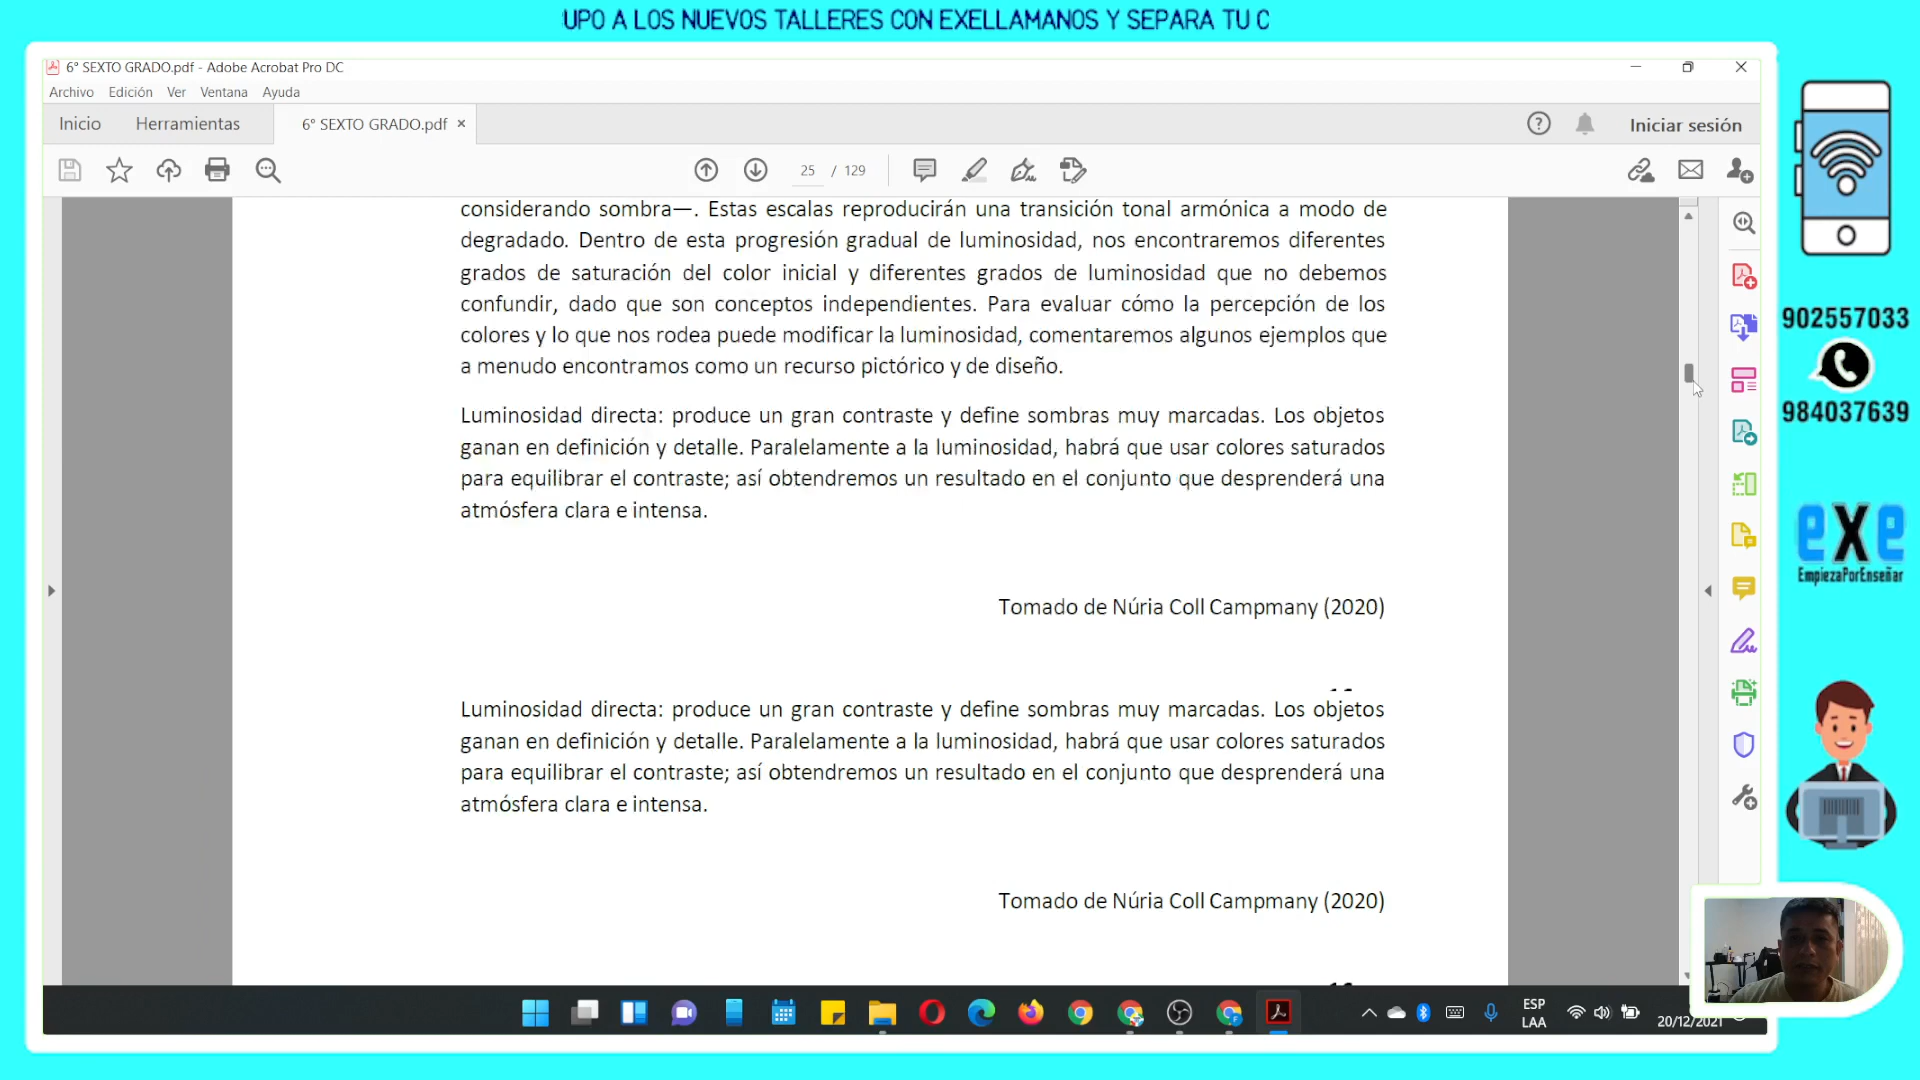 UPO A LOS NUEVOS TALLERES CON EXELLAMANOS Y SEPARA TU C
6° SEXTO GRADO.pdf - Adobe Acrobat Pro DC
Archivo Edición Ver Ventana Ayuda
Inicio Herramientas 6° SEXTO GRADO.pdf × Iniciar sesión
25 / 129
considerando sombra—. Estas escalas reproducirán una transición tonal armónica a modo de
degradado. Dentro de esta progresión gradual de luminosidad, nos encontraremos diferentes
grados de saturación del color inicial y diferentes grados de luminosidad que no debemos
confundir, dado que son conceptos independientes. Para evaluar cómo la percepción de los
colores y lo que nos rodea puede modificar la luminosidad, comentaremos algunos ejemplos que
a menudo encontramos como un recurso pictórico y de diseño.
Luminosidad directa: produce un gran contraste y define sombras muy marcadas. Los objetos
ganan en definición y detalle. Paralelamente a la luminosidad, habrá que usar colores saturados
para equilibrar el contraste; así obtendremos un resultado en el conjunto que desprenderá una
atmósfera clara e intensa.
Tomado de Núria Coll Campmany (2020)
Luminosidad directa: produce un gran contraste y define sombras muy marcadas. Los objetos
ganan en definición y detalle. Paralelamente a la luminosidad, habrá que usar colores saturados
para equilibrar el contraste; así obtendremos un resultado en el conjunto que desprenderá una
atmósfera clara e intensa.
Tomado de Núria Coll Campmany (2020)
902557033
984037639
eXe
EmpiezaPorEnseñar
ESP
LAA
20/12/2021